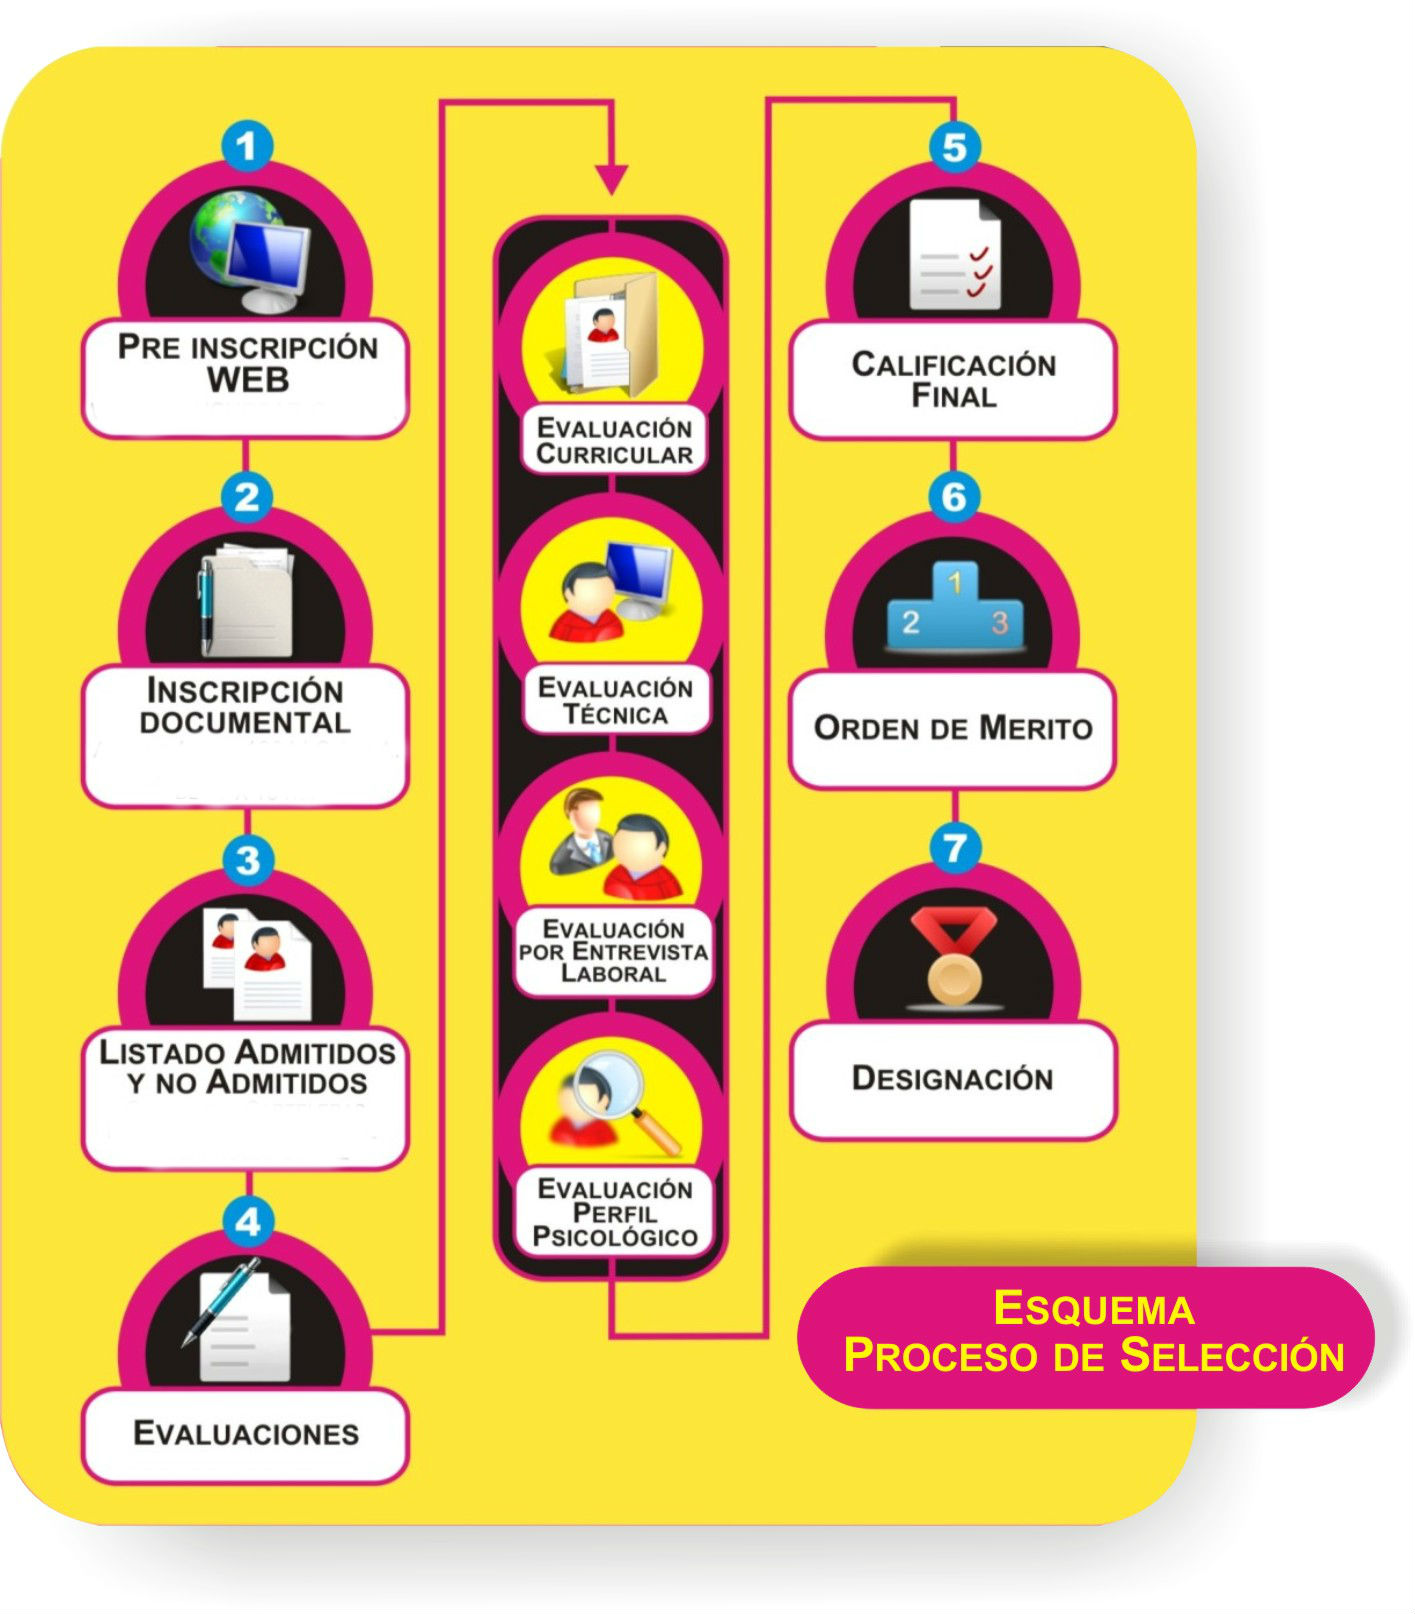 1
PRE INSCRIPCIÓN
WEB
2
INSCRIPCIÓN
DOCUMENTAL
3
LISTADO ADMITIDOS
Y NO ADMITIDOS
4
EVALUACIONES
EVALUACIÓN
CURRICULAR
EVALUACIÓN
TÉCNICA
EVALUACIÓN
POR ENTREVISTA
LABORAL
EVALUACIÓN
PERFIL
PSICOLÓGICO
5
CALIFICACIÓN
FINAL
6
1
2 3
ORDEN DE MERITO
7
DESIGNACIÓN
ESQUEMA
PROCESO DE SELECCIÓN